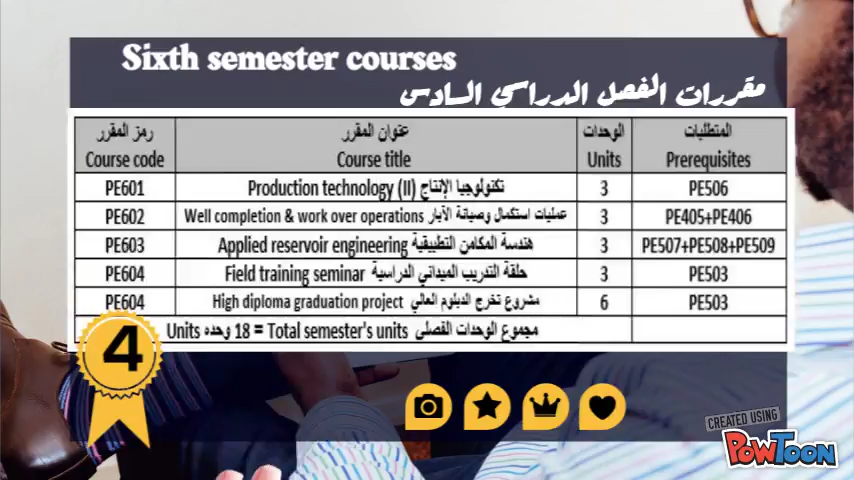 Sixth semester courses
مقررات الفصل الدراسي السادس
رمز المقرر عنوان المقرر الوحدات المتطلبات
Course code Course title Units Prerequisites
PE601 Production technology (II) تكنولوجيا الإنتاج 3 PE506
PE602 Well completion & work over operations عمليات استكمال وصيانة الآبار 3 PE405+PE406
PE603 Applied reservoir engineering هندسة المكامن التطبيقية 3 PE507+PE508+PE509
PE604 Field training seminar حلقة التدريب الميداني الدراسية 3 PE503
PE604 High diploma graduation project مشروع تخرج الدبلوم العالي 6 PE503
مجموع الوحدات الفصلي Total semester's units = 18 وحده Units
4
CREATED USING
POWTOON